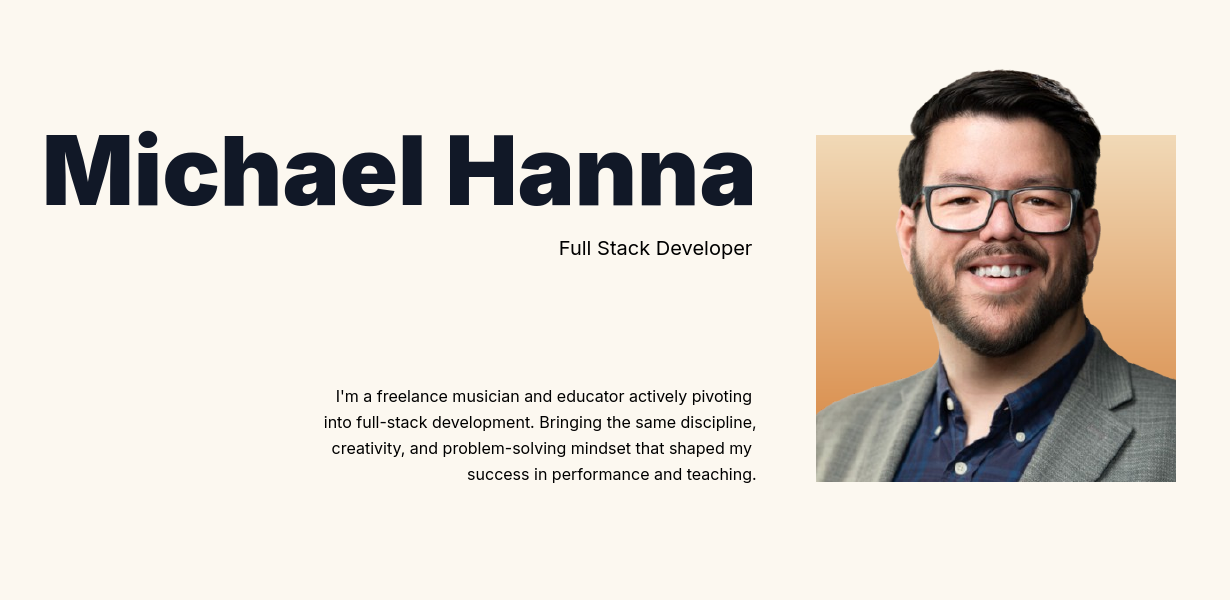 Michael Hanna
Full Stack Developer
I'm a freelance musician and educator actively pivoting
into full-stack development. Bringing the same discipline,
creativity, and problem-solving mindset that shaped my
success in performance and teaching.